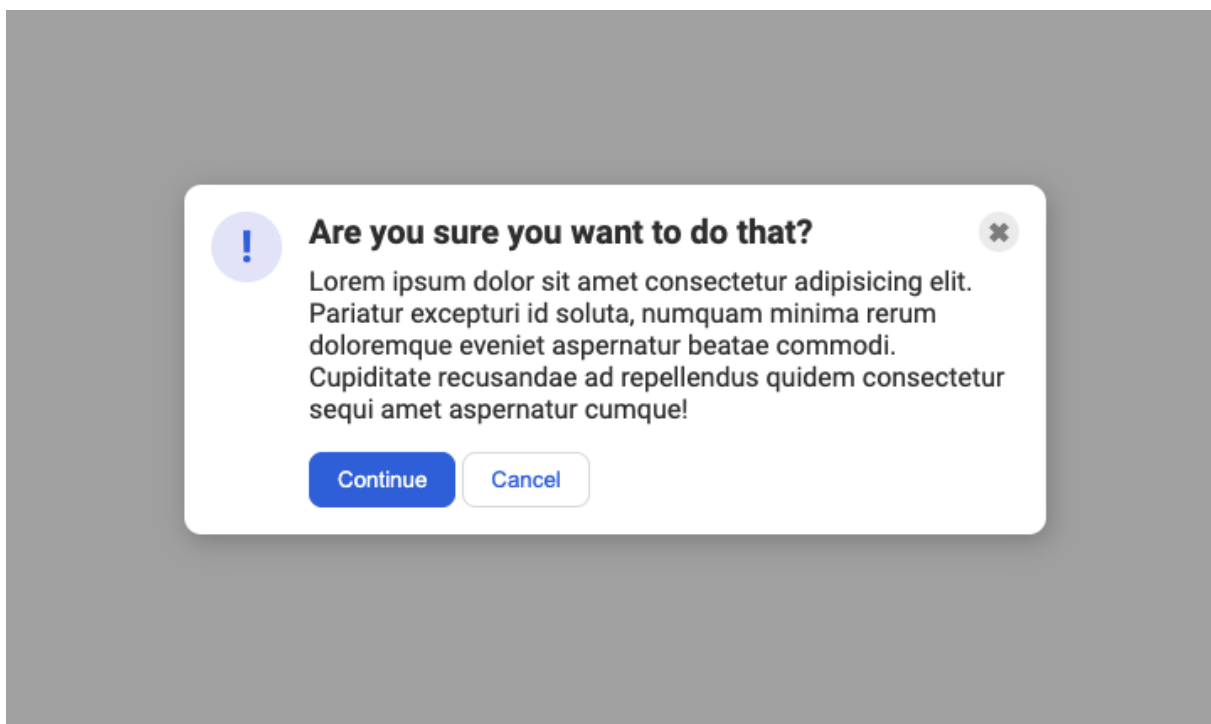 !
Are you sure you want to do that?
✖
Lorem ipsum dolor sit amet consectetur adipisicing elit.
Pariatur excepturi id soluta, numquam minima rerum
doloremque eveniet aspernatur beatae commodi.
Cupiditate recusandae ad repellendus quidem consectetur
sequi amet aspernatur cumque!
Continue
Cancel